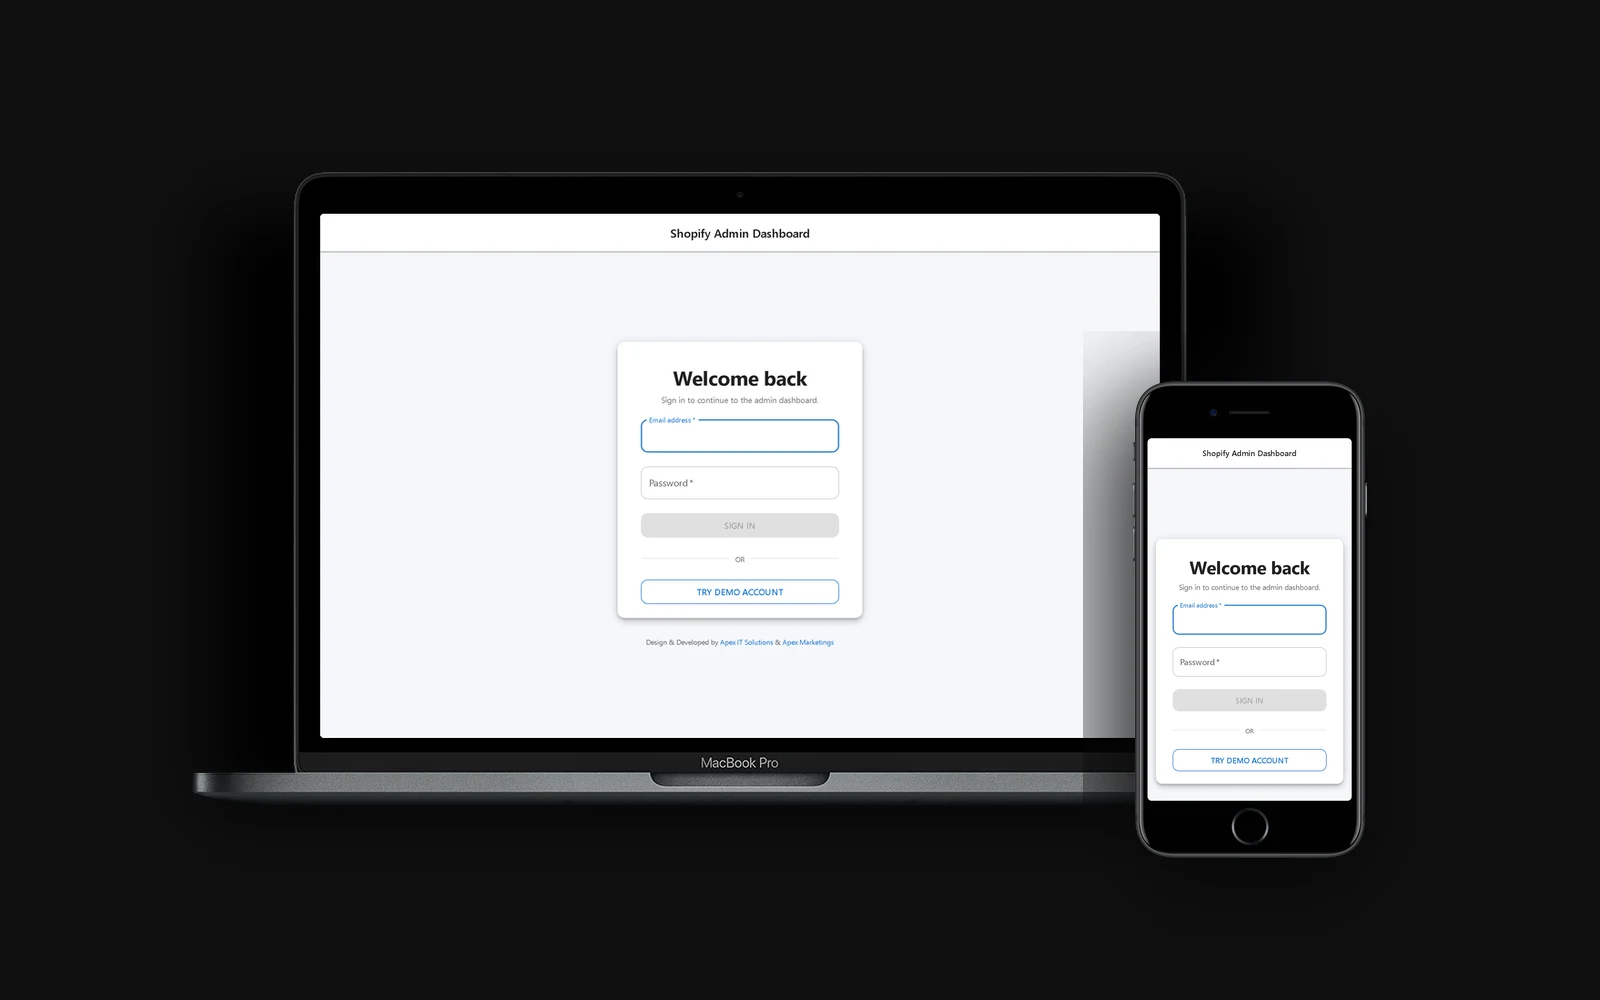 Shopify Admin Dashboard
Welcome back
Sign in to continue to the admin dashboard.
Email address *
Password *
SIGN IN
OR
TRY DEMO ACCOUNT
Design & Developed by Apex IT Solutions & Apex Marketings
MacBook Pro
Shopify Admin Dashboard
Welcome back
Sign in to continue to the admin dashboard.
Email address *
Password *
SIGN IN
OR
TRY DEMO ACCOUNT